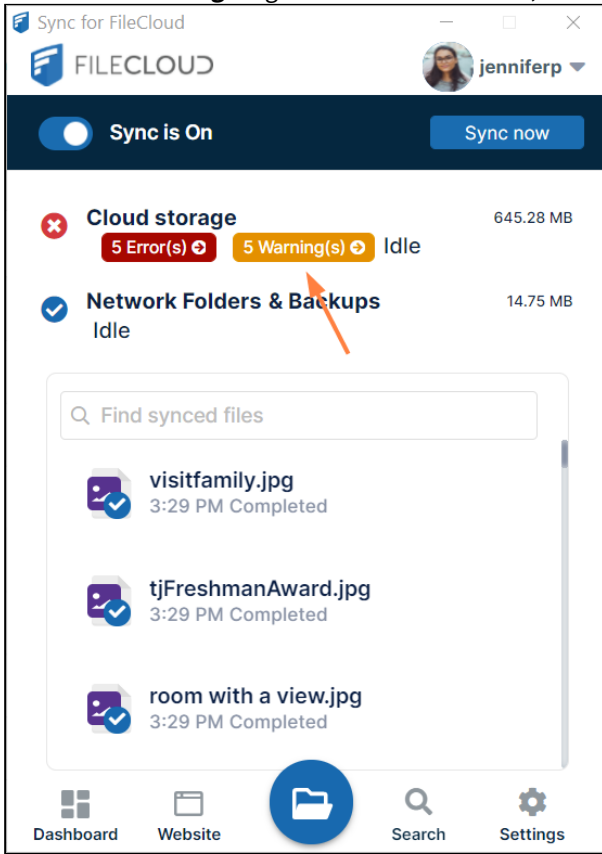 Sync for FileCloud
FILECLOUD
jenniferp
Sync is On
Sync now
Cloud storage
645.28 MB
5 Error(s)
5 Warning(s)
Idle
Network Folders & Backups
14.75 MB
Idle
Find synced files
visitfamily.jpg
3:29 PM Completed
tjFreshmanAward.jpg
3:29 PM Completed
room with a view.jpg
3:29 PM Completed
Dashboard
Website
Search
Settings